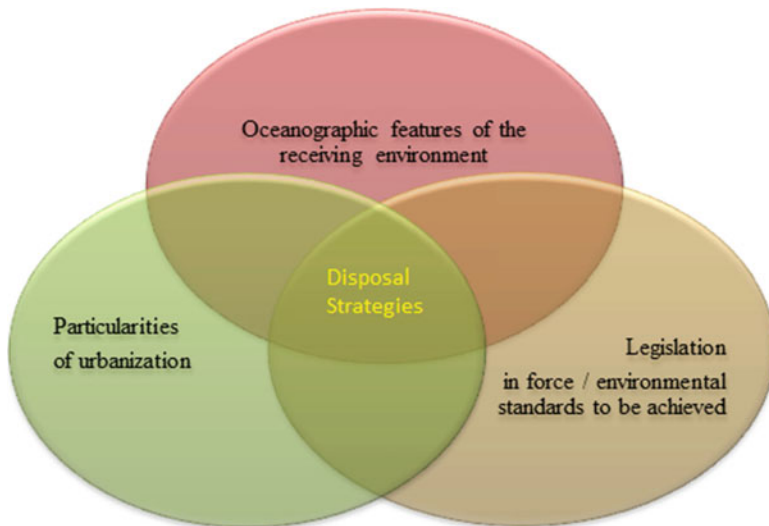 Oceanographic features of the
receiving environment
Disposal
Strategies
Particularities
of urbanization
Legislation
in force / environmental
standards to be achieved